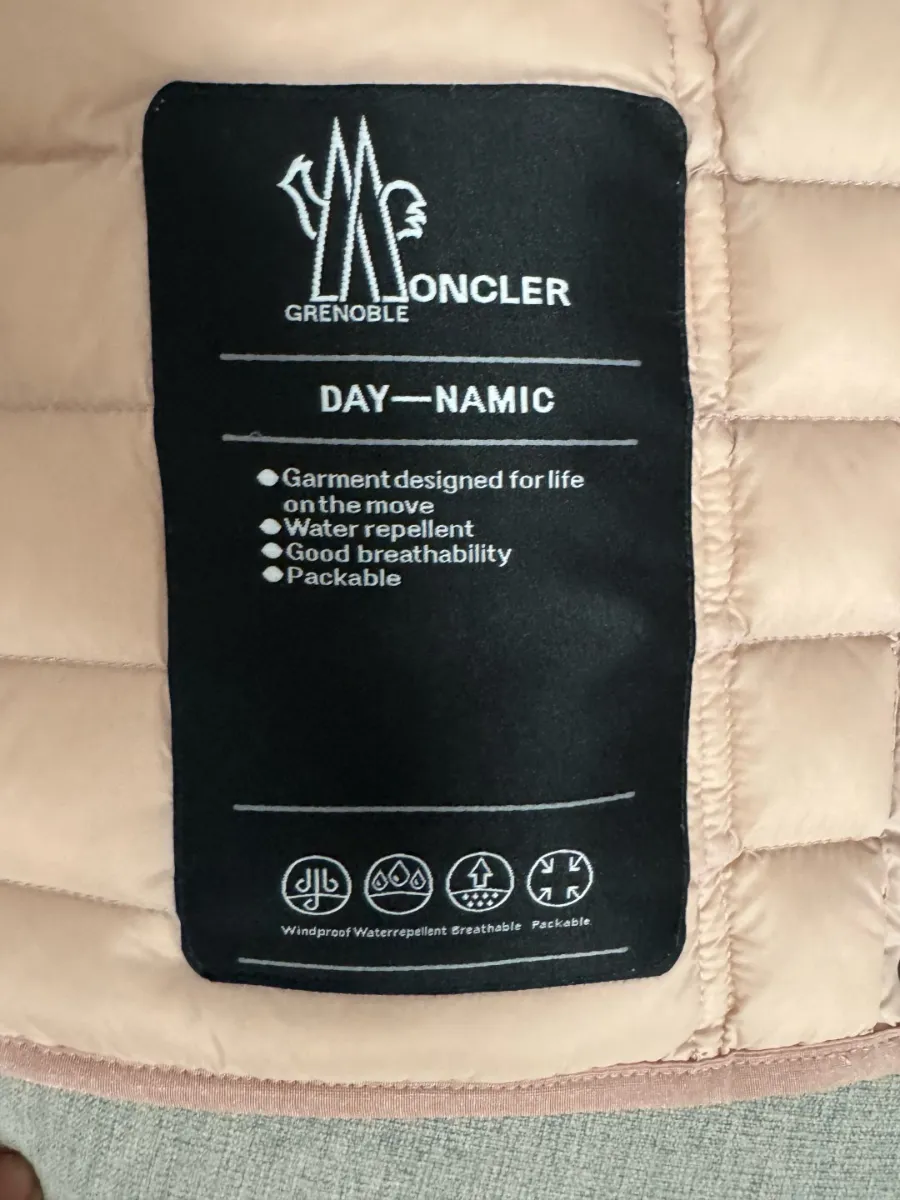 MONCLER
GRENOBLE
DAY—NAMIC
Garment designed for life
on the move
Water repellent
Good breathability
Packable
Windproof Waterrepellent Breathable Packable